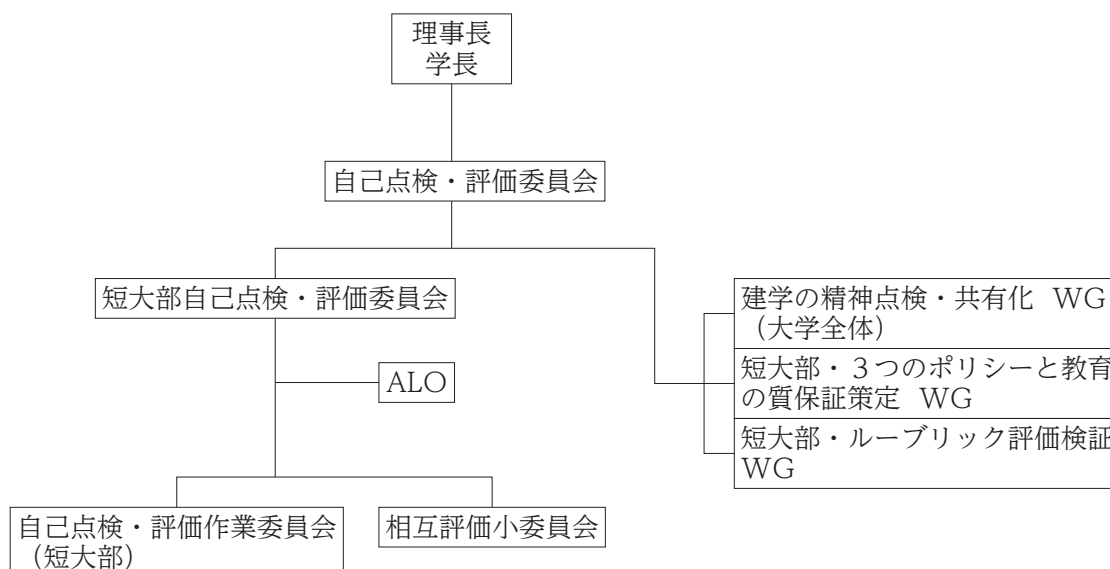 理事長
学長
自己点検・評価委員会
短大部自己点検・評価委員会
ALO
自己点検・評価作業委員会
（短大部）
相互評価小委員会
建学の精神点検・共有化 WG
（大学全体）
短大部・３つのポリシーと教育
の質保証策定 WG
短大部・ルーブリック評価検証
WG